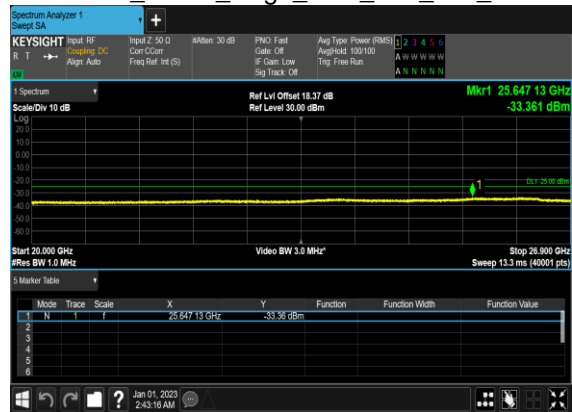 Spectrum Analyzer 1
Swept SA
+
KEYSIGHT Input: RF Input Z: 50 Ω #Atten: 30 dB PNO: Fast Avg Type: Power (RMS) 1 2 3 4 5 6
R T Coupling: DC Corr CCorr Gate: Off Avg|Hold: 100/100 A W W W W W
Align: Auto Freq Ref: Int (S) IF Gain: Low Trig: Free Run
Sig Track: Off A N N N N N
1 Spectrum Ref Lvl Offset 18.37 dB Mkr1 25.647 13 GHz
Scale/Div 10 dB Ref Level 30.00 dBm -33.361 dBm
Log
20.0
10.0
0.00
-10.0
-20.0
1 DL1 -25.00 dBm
-30.0
-40.0
-50.0
-60.0
Start 20.000 GHz Video BW 3.0 MHz* Stop 26.900 GHz
#Res BW 1.0 MHz Sweep 13.3 ms (40001 pts)
5 Marker Table
Mode Trace Scale X Y Function Function Width Function Value
1 N 1 f 25.647 13 GHz -33.36 dBm
2
3
4
5
6
? Jan 01, 2023
2:43:16 AM